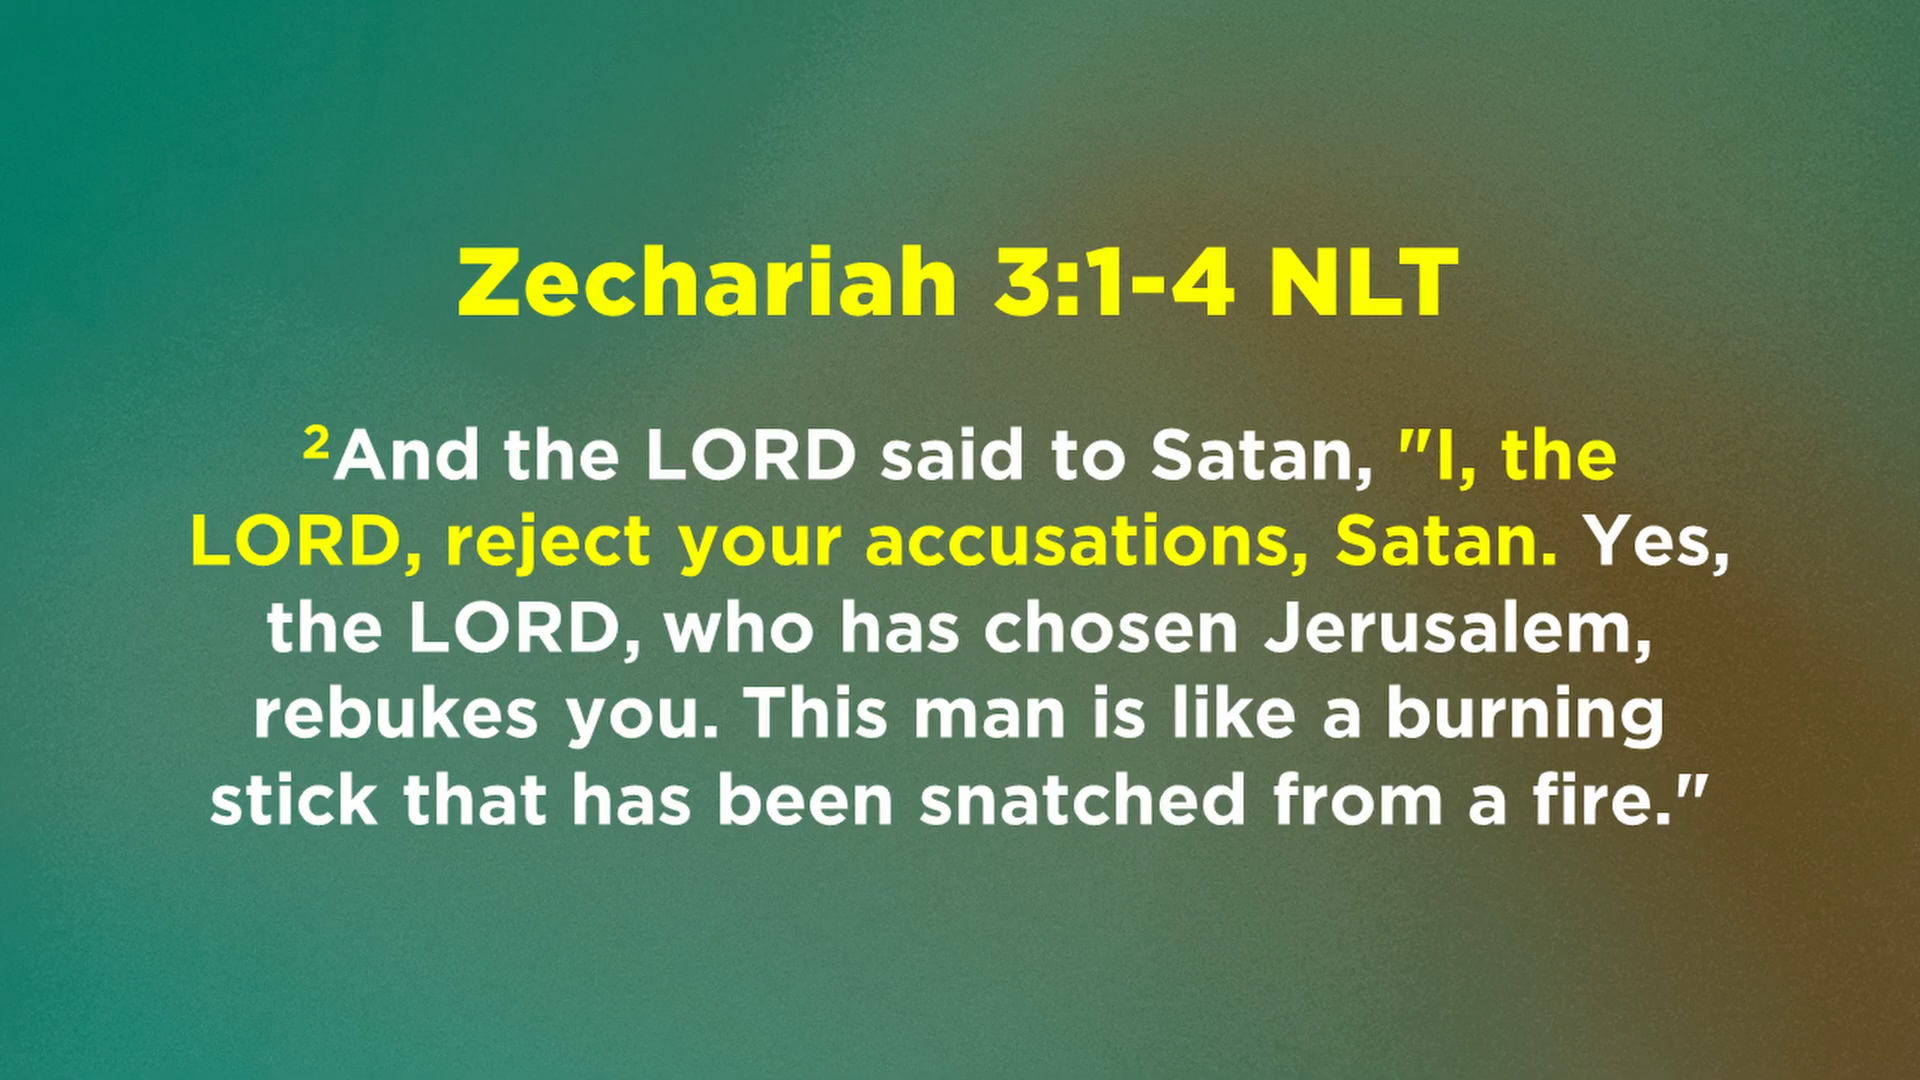 Zechariah 3:1-4 NLT
²And the LORD said to Satan, "I, the
LORD, reject your accusations, Satan. Yes,
the LORD, who has chosen Jerusalem,
rebukes you. This man is like a burning
stick that has been snatched from a fire."